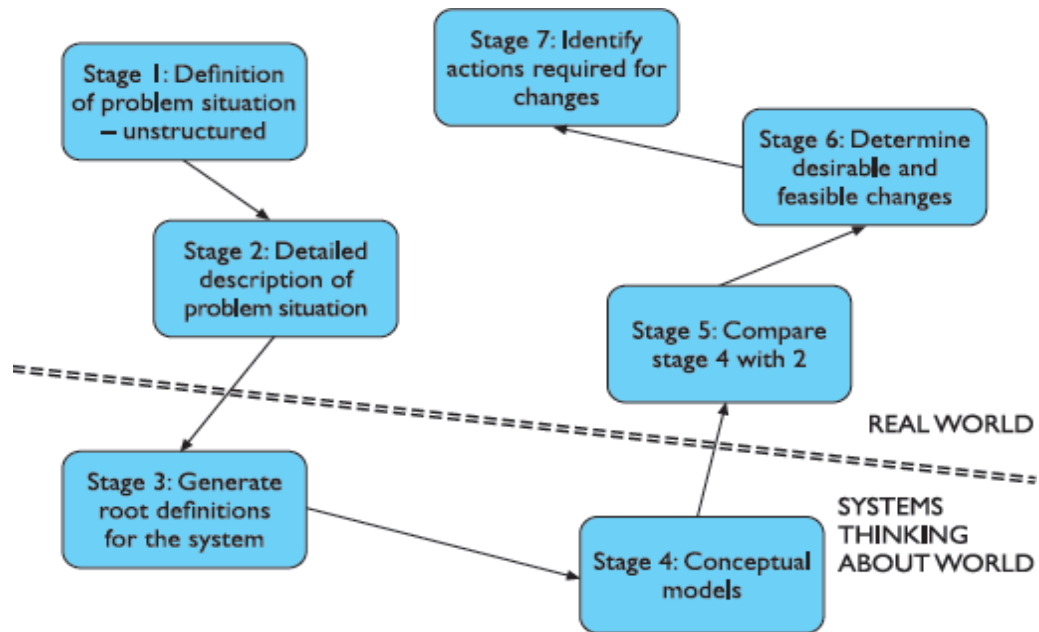 Stage 1: Definition
of problem situation
– unstructured
Stage 2: Detailed
description of
problem situation
Stage 3: Generate
root definitions
for the system
Stage 4: Conceptual
models
Stage 5: Compare
stage 4 with 2
Stage 6: Determine
desirable and
feasible changes
Stage 7: Identify
actions required for
changes
REAL WORLD
SYSTEMS
THINKING
ABOUT WORLD